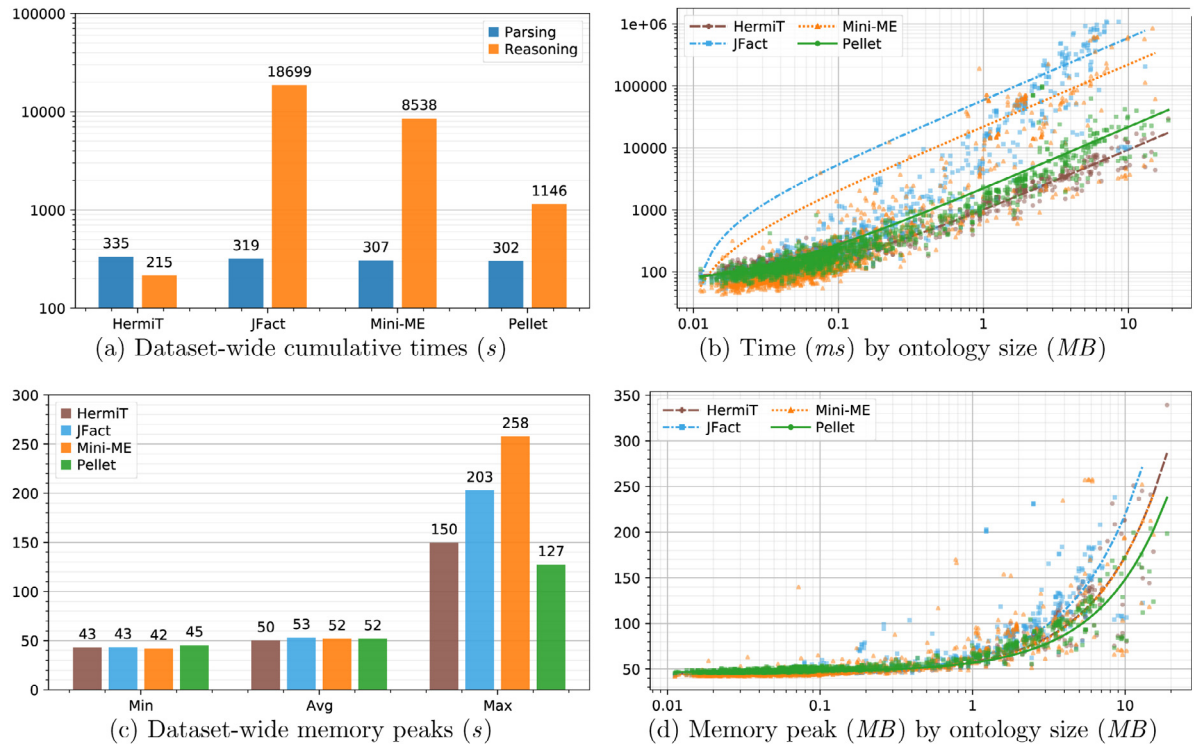 100000
10000
1000
100
Parsing
Reasoning
335
215
319
18699
307
8538
302
1146
HermiT
JFact
Mini-ME
Pellet
(a) Dataset-wide cumulative times (s)
1e+06
100000
10000
1000
100
HermiT
JFact
Mini-ME
Pellet
0.01
0.1
1
10
(b) Time (ms) by ontology size (MB)
300
250
200
150
100
50
0
HermiT
JFact
Mini-ME
Pellet
43
43
42
45
50
53
52
52
150
203
258
127
Min
Avg
Max
(c) Dataset-wide memory peaks (s)
350
300
250
200
150
100
50
HermiT
JFact
Mini-ME
Pellet
0.01
0.1
1
10
(d) Memory peak (MB) by ontology size (MB)